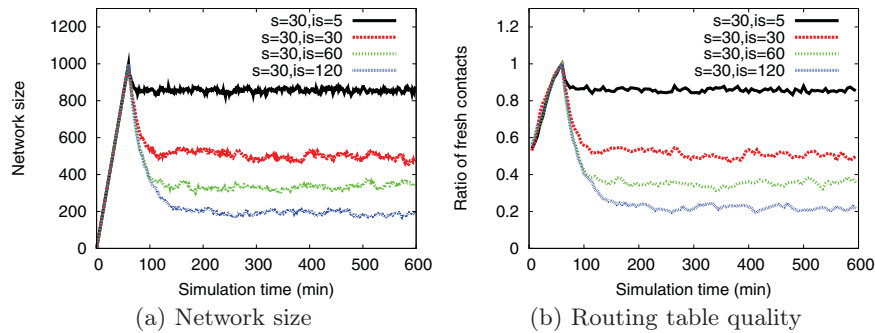 1200
1000
800
600
400
200
0
0 100 200 300 400 500 600
Network size
Simulation time (min)
s=30,is=5
s=30,is=30
s=30,is=60
s=30,is=120
(a) Network size
1.2
1
0.8
0.6
0.4
0.2
0
0 100 200 300 400 500 600
Ratio of fresh contacts
Simulation time (min)
s=30,is=5
s=30,is=30
s=30,is=60
s=30,is=120
(b) Routing table quality